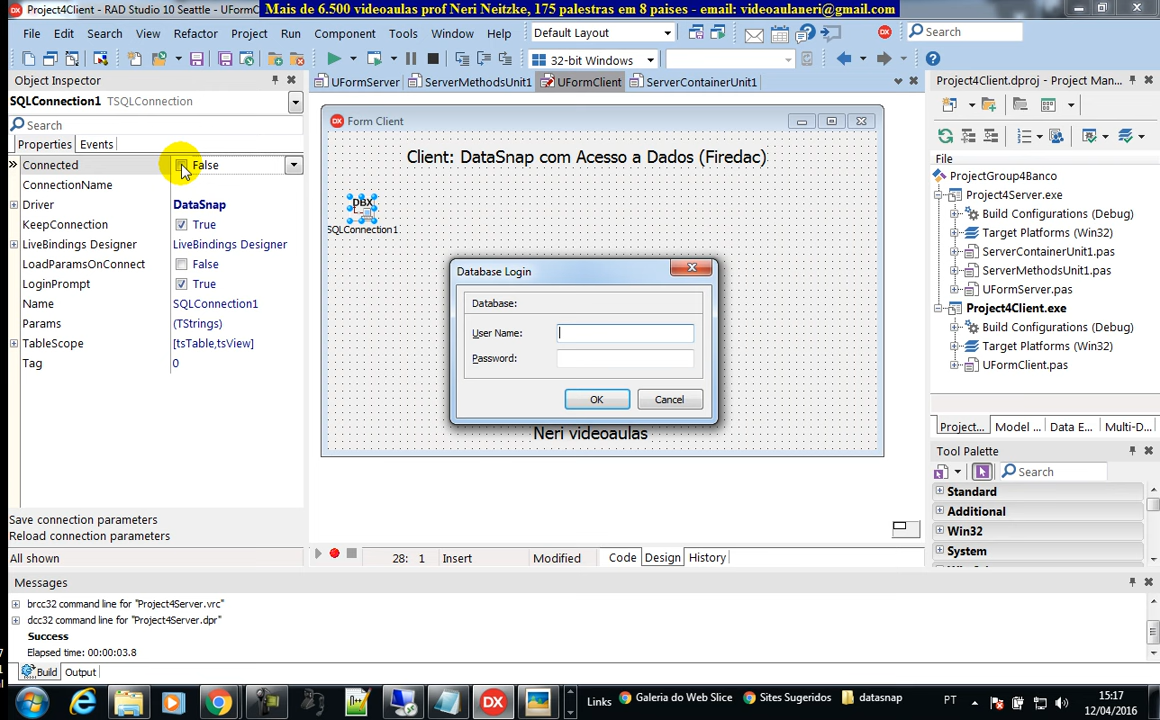 Project4Client - RAD Studio 10 Seattle - UFormC
Mais de 6.500 videoaulas prof Neri Neitzke, 175 palestras em 8 paises - email: videoaulaneri@gmail.com
File Edit Search View Refactor Project Run Component Tools Window Help
Default Layout
Search
32-bit Windows
Object Inspector
SQLConnection1 TSQLConnection
Search
Properties Events
Connected False
ConnectionName
Driver DataSnap
KeepConnection True
LiveBindings Designer LiveBindings Designer
LoadParamsOnConnect False
LoginPrompt True
Name SQLConnection1
Params (TStrings)
TableScope [tsTable,tsView]
Tag 0
Save connection parameters
Reload connection parameters
All shown
UFormServer ServerMethodsUnit1 UFormClient ServerContainerUnit1
Form Client
Client: DataSnap com Acesso a Dados (Firedac)
DBX
SQLConnection1
Database Login
Database:
User Name:
Password:
OK Cancel
Neri videoaulas
28: 1 Insert Modified Code Design History
Project4Client.dproj - Project Man...
File
ProjectGroup4Banco
Project4Server.exe
Build Configurations (Debug)
Target Platforms (Win32)
ServerContainerUnit1.pas
ServerMethodsUnit1.pas
UFormServer.pas
Project4Client.exe
Build Configurations (Debug)
Target Platforms (Win32)
UFormClient.pas
Project... Model ... Data E... Multi-D...
Tool Palette
Search
Standard
Additional
Win32
System
Messages
brcc32 command line for "Project4Server.vrc"
dcc32 command line for "Project4Server.dpr"
Success
Elapsed time: 00:00:03.8
Build Output
Links Galeria do Web Slice Sites Sugeridos datasnap PT
15:17
12/04/2016